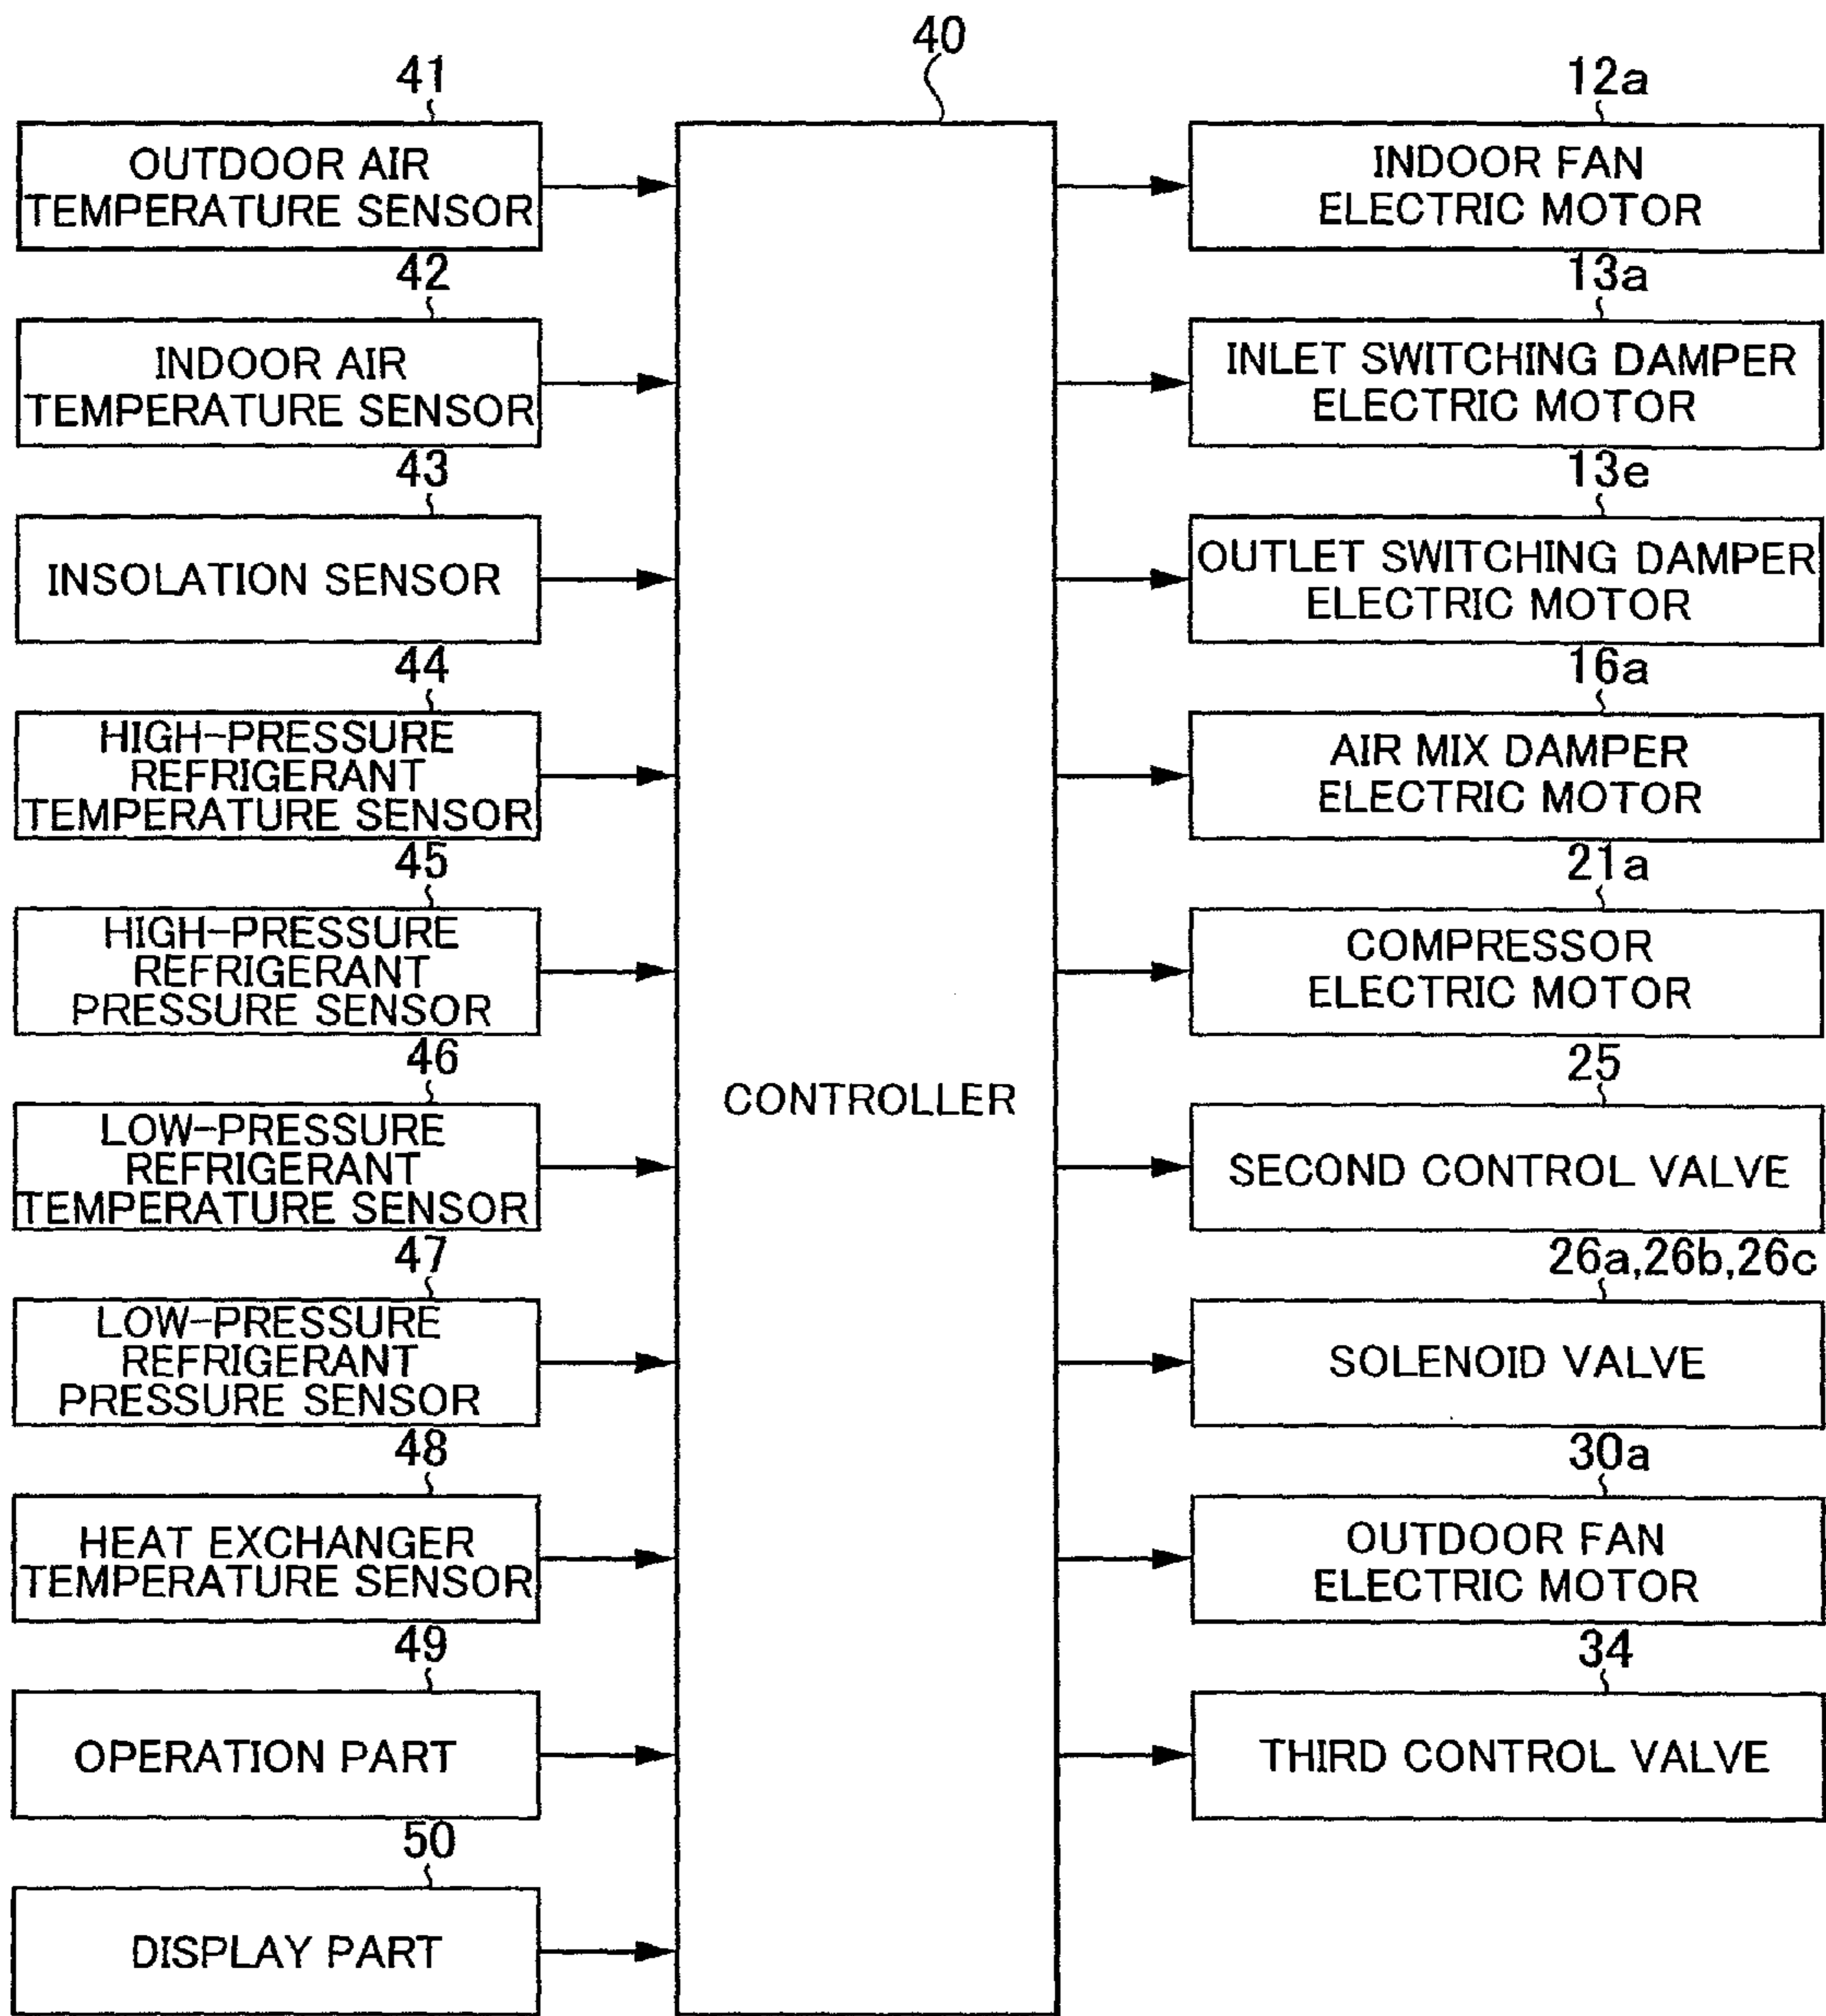 40
41
OUTDOOR AIR
TEMPERATURE SENSOR
42
INDOOR AIR
TEMPERATURE SENSOR
43
INSOLATION SENSOR
44
HIGH-PRESSURE
REFRIGERANT
TEMPERATURE SENSOR
45
HIGH-PRESSURE
REFRIGERANT
PRESSURE SENSOR
46
LOW-PRESSURE
REFRIGERANT
TEMPERATURE SENSOR
47
LOW-PRESSURE
REFRIGERANT
PRESSURE SENSOR
48
HEAT EXCHANGER
TEMPERATURE SENSOR
49
OPERATION PART
50
DISPLAY PART
CONTROLLER
12a
INDOOR FAN
ELECTRIC MOTOR
13a
INLET SWITCHING DAMPER
ELECTRIC MOTOR
13e
OUTLET SWITCHING DAMPER
ELECTRIC MOTOR
16a
AIR MIX DAMPER
ELECTRIC MOTOR
21a
COMPRESSOR
ELECTRIC MOTOR
25
SECOND CONTROL VALVE
26a,26b,26c
SOLENOID VALVE
30a
OUTDOOR FAN
ELECTRIC MOTOR
34
THIRD CONTROL VALVE